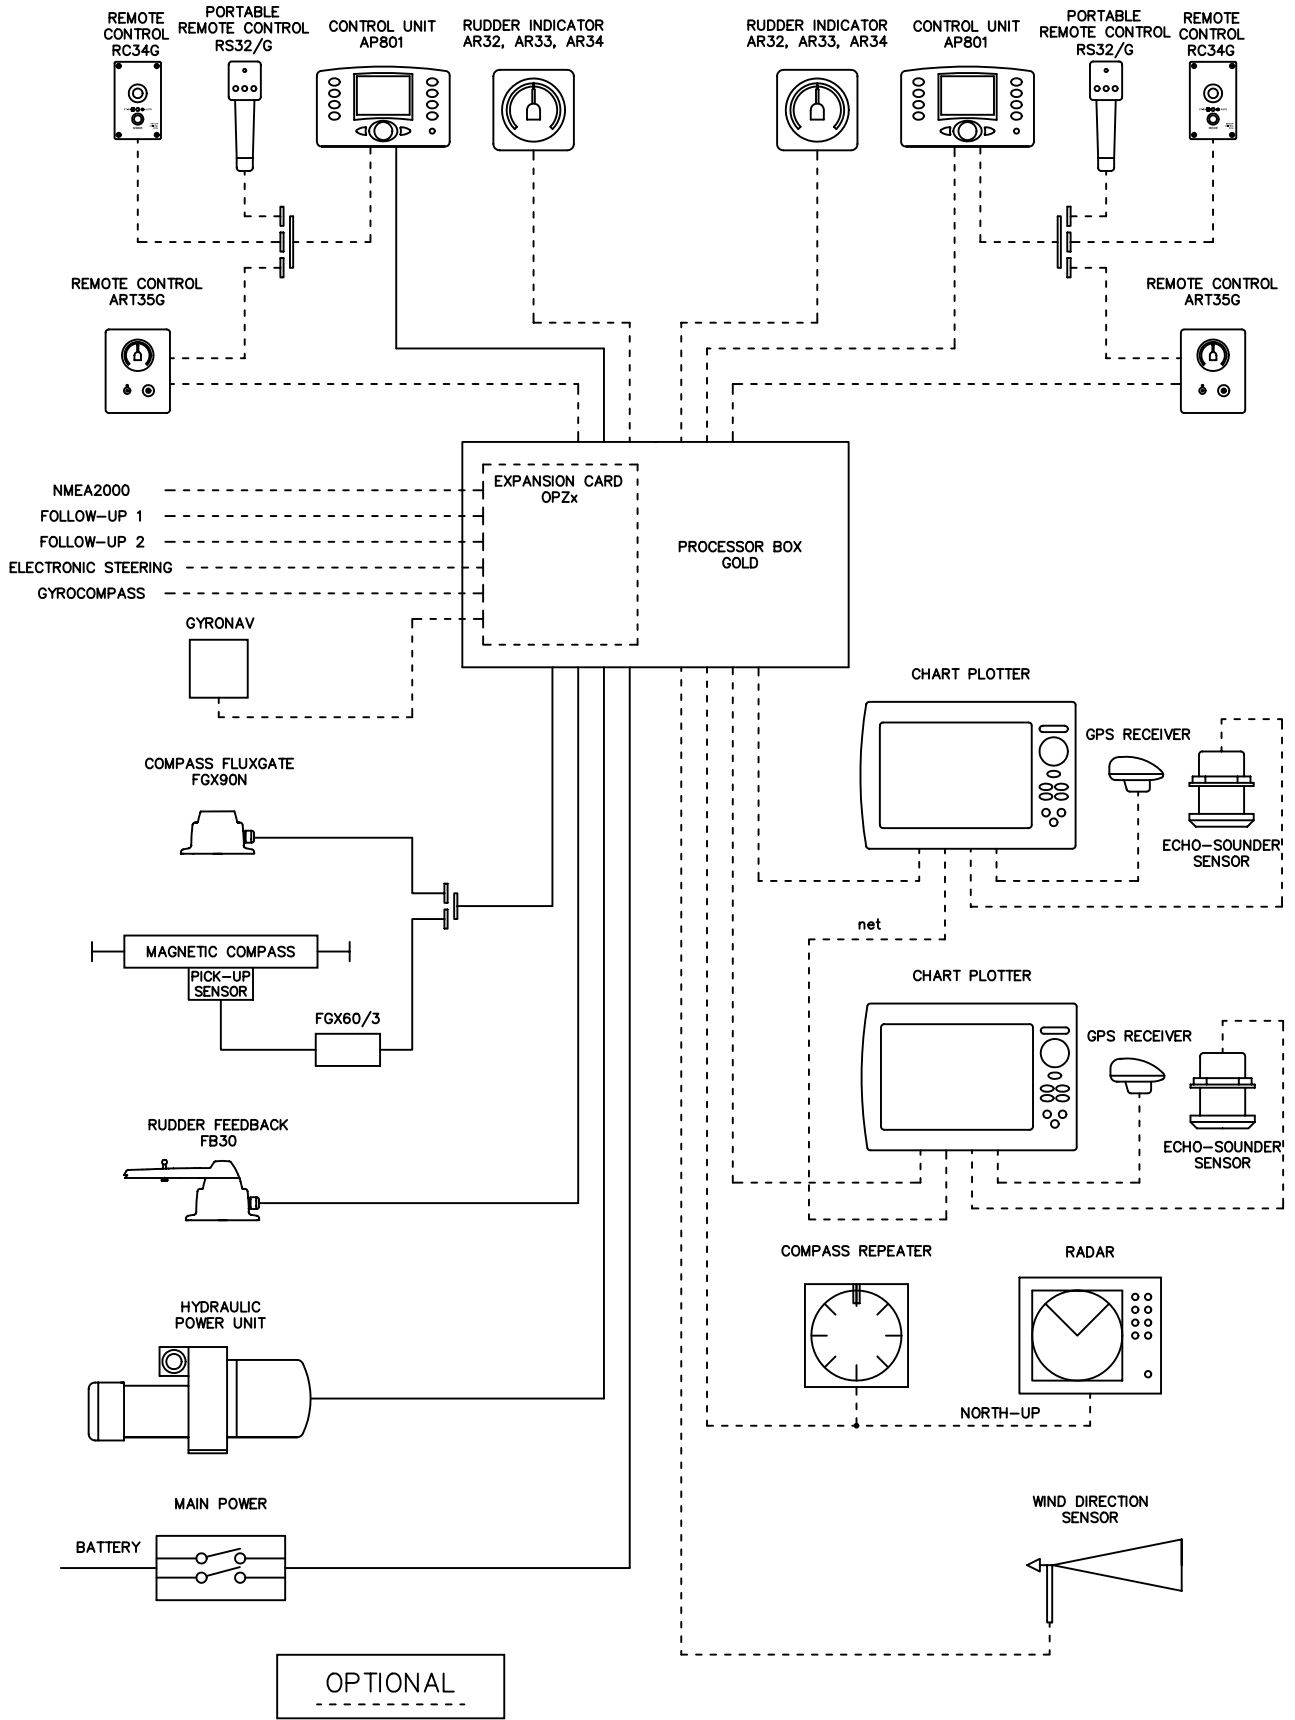 REMOTE
CONTROL
RC34G
PORTABLE
REMOTE CONTROL
RS32/G
CONTROL UNIT
AP801
RUDDER INDICATOR
AR32, AR33, AR34
RUDDER INDICATOR
AR32, AR33, AR34
CONTROL UNIT
AP801
PORTABLE
REMOTE CONTROL
RS32/G
REMOTE
CONTROL
RC34G
REMOTE CONTROL
ART35G
REMOTE CONTROL
ART35G
NMEA2000
FOLLOW-UP 1
FOLLOW-UP 2
ELECTRONIC STEERING
GYROCOMPASS
EXPANSION CARD
OPZx
PROCESSOR BOX
GOLD
GYRONAV
CHART PLOTTER
GPS RECEIVER
ECHO-SOUNDER
SENSOR
COMPASS FLUXGATE
FGX90N
net
MAGNETIC COMPASS
PICK-UP
SENSOR
FGX60/3
CHART PLOTTER
GPS RECEIVER
ECHO-SOUNDER
SENSOR
RUDDER FEEDBACK
FB30
COMPASS REPEATER
RADAR
NORTH-UP
HYDRAULIC
POWER UNIT
MAIN POWER
BATTERY
WIND DIRECTION
SENSOR
OPTIONAL